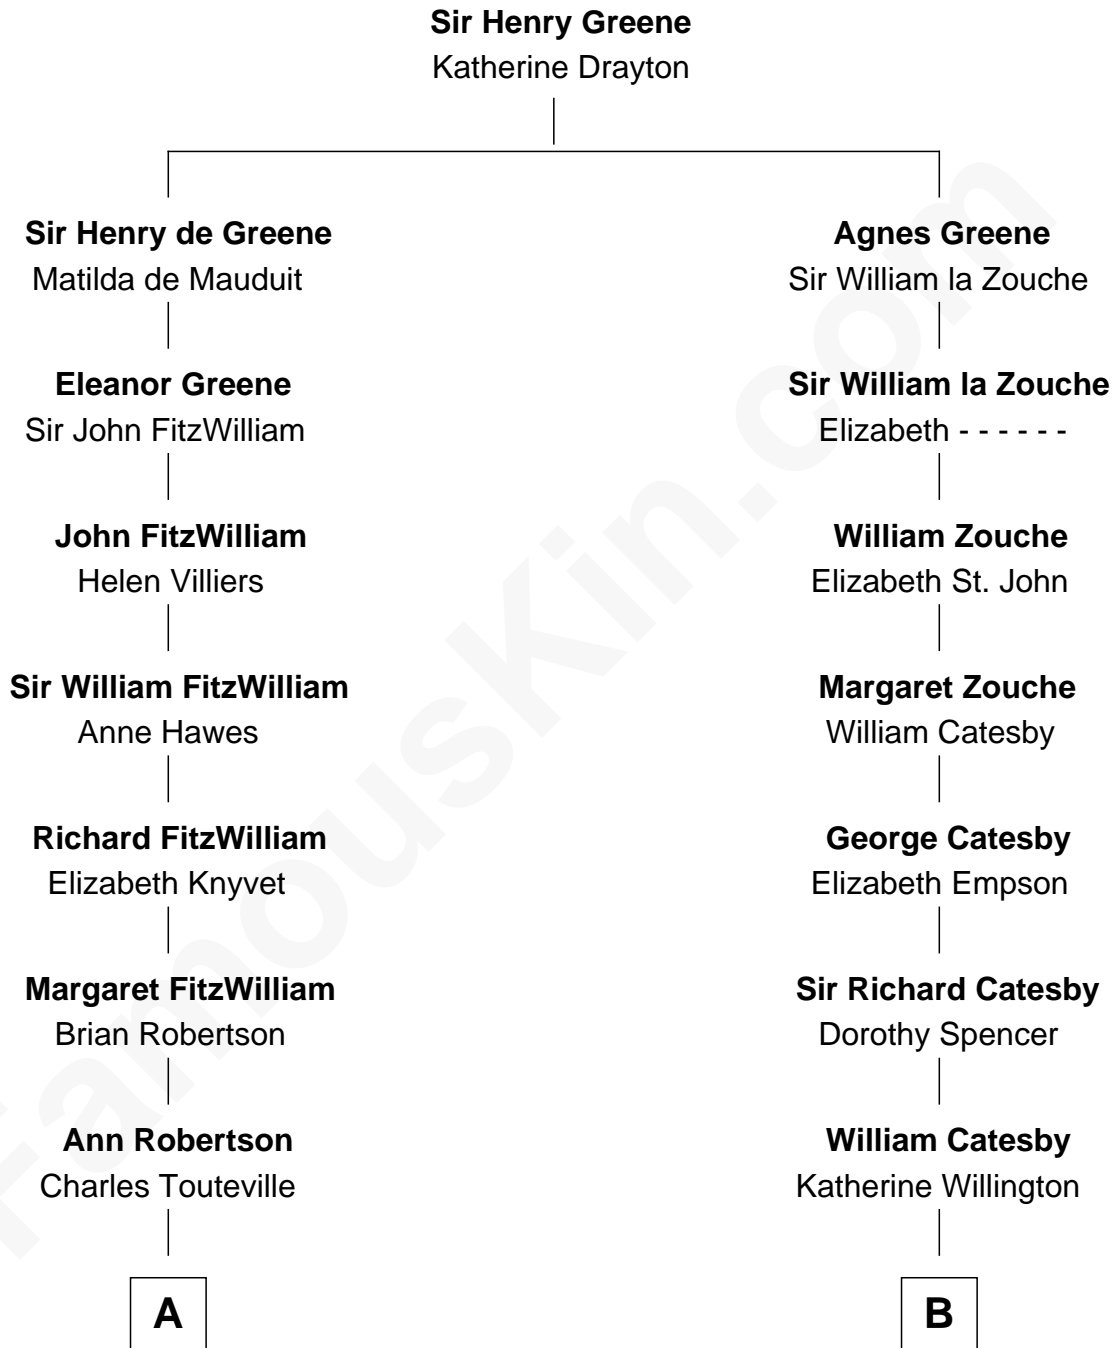 Sir Henry Greene
Katherine Drayton
Sir Henry de Greene
Matilda de Mauduit
Eleanor Greene
Sir John FitzWilliam
John FitzWilliam
Helen Villiers
Sir William FitzWilliam
Anne Hawes
Richard FitzWilliam
Elizabeth Knyvet
Margaret FitzWilliam
Brian Robertson
Ann Robertson
Charles Touteville
A
Agnes Greene
Sir William la Zouche
Sir William la Zouche
Elizabeth - - - - - -
William Zouche
Elizabeth St. John
Margaret Zouche
William Catesby
George Catesby
Elizabeth Empson
Sir Richard Catesby
Dorothy Spencer
William Catesby
Katherine Willington
B
FamousKin.com